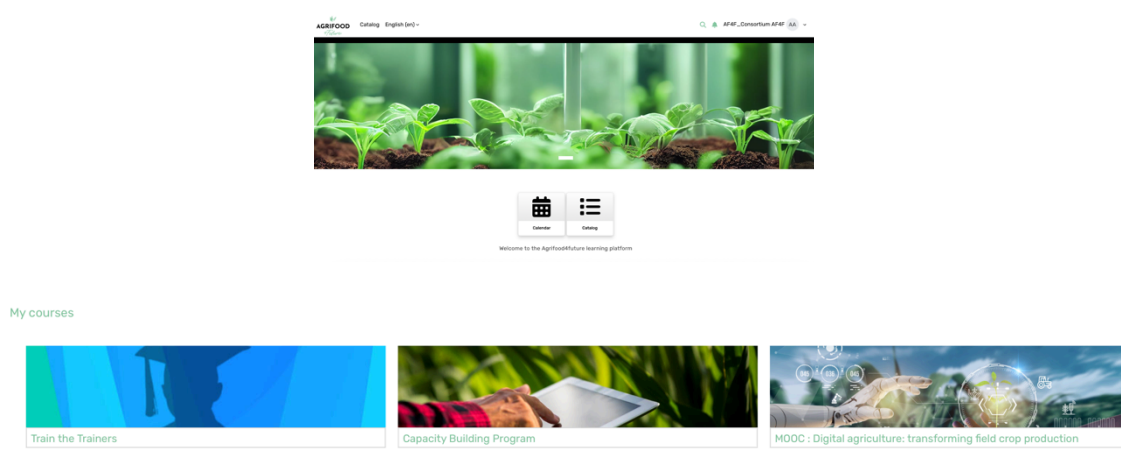 AGRIFOOD
Future
Catalog English (en)
AF4F_Consortium AF4F AA
Calendar Catalog
Welcome to the Agrifood4future learning platform
My courses
Train the Trainers
Capacity Building Program
MOOC : Digital agriculture: transforming field crop production